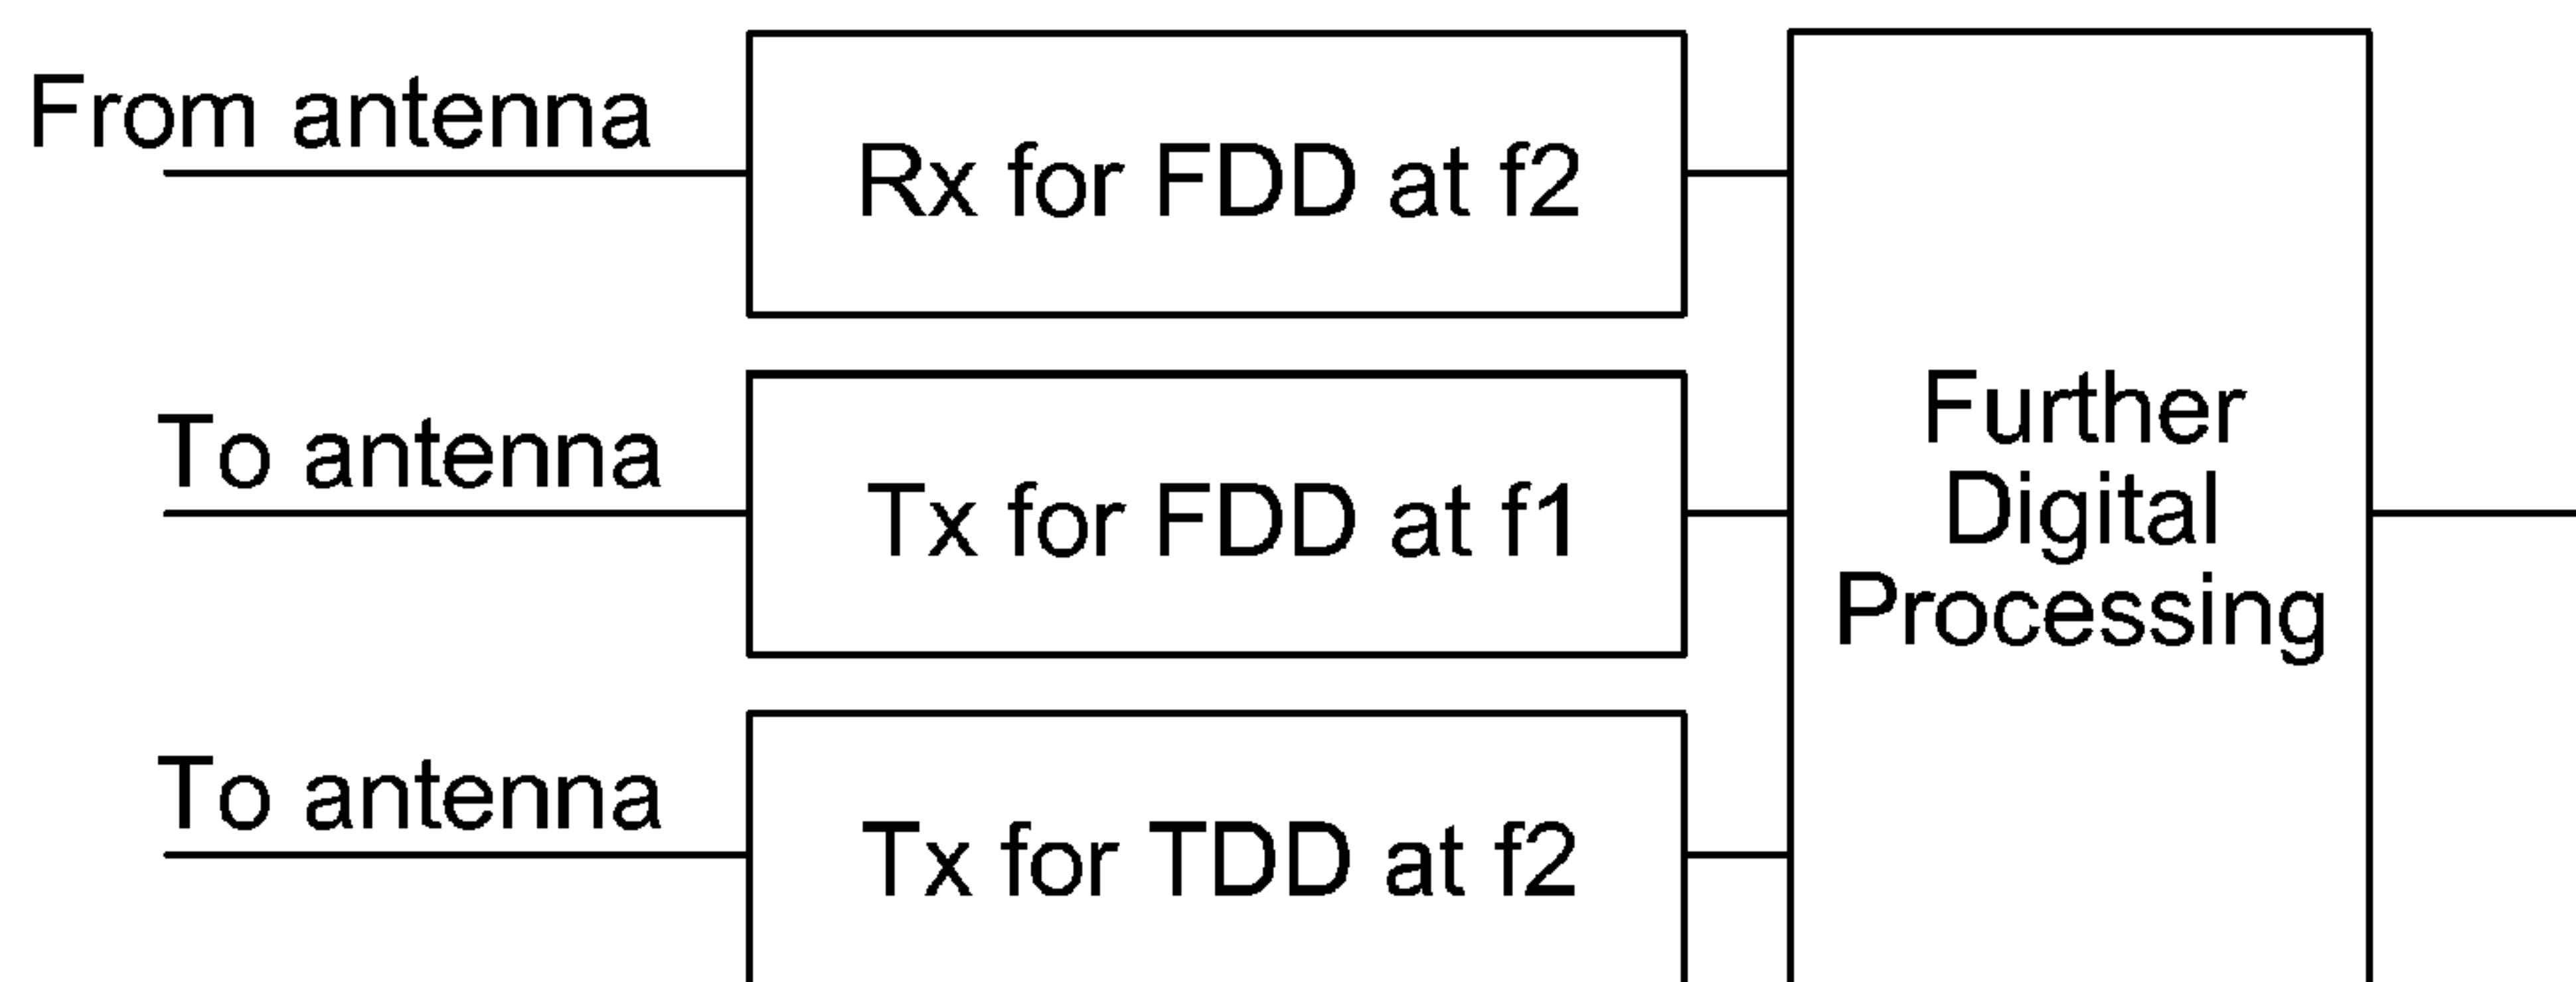 From antenna
Rx for FDD at f2
To antenna
Tx for FDD at f1
Further
Digital
Processing
To antenna
Tx for TDD at f2